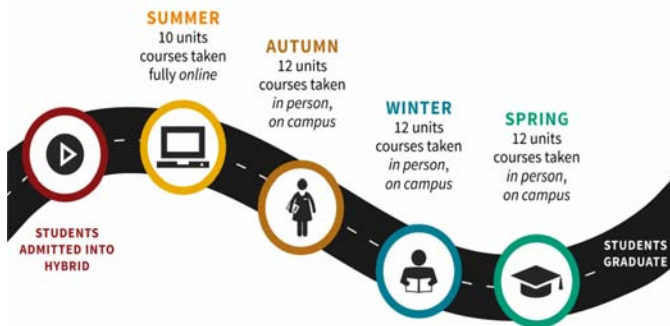 SUMMER
10 units
courses taken
fully online
AUTUMN
12 units
courses taken
in person,
on campus
WINTER
12 units
courses taken
in person,
on campus
SPRING
12 units
courses taken
in person,
on campus
STUDENTS
ADMITTED INTO
HYBRID
STUDENTS
GRADUATE